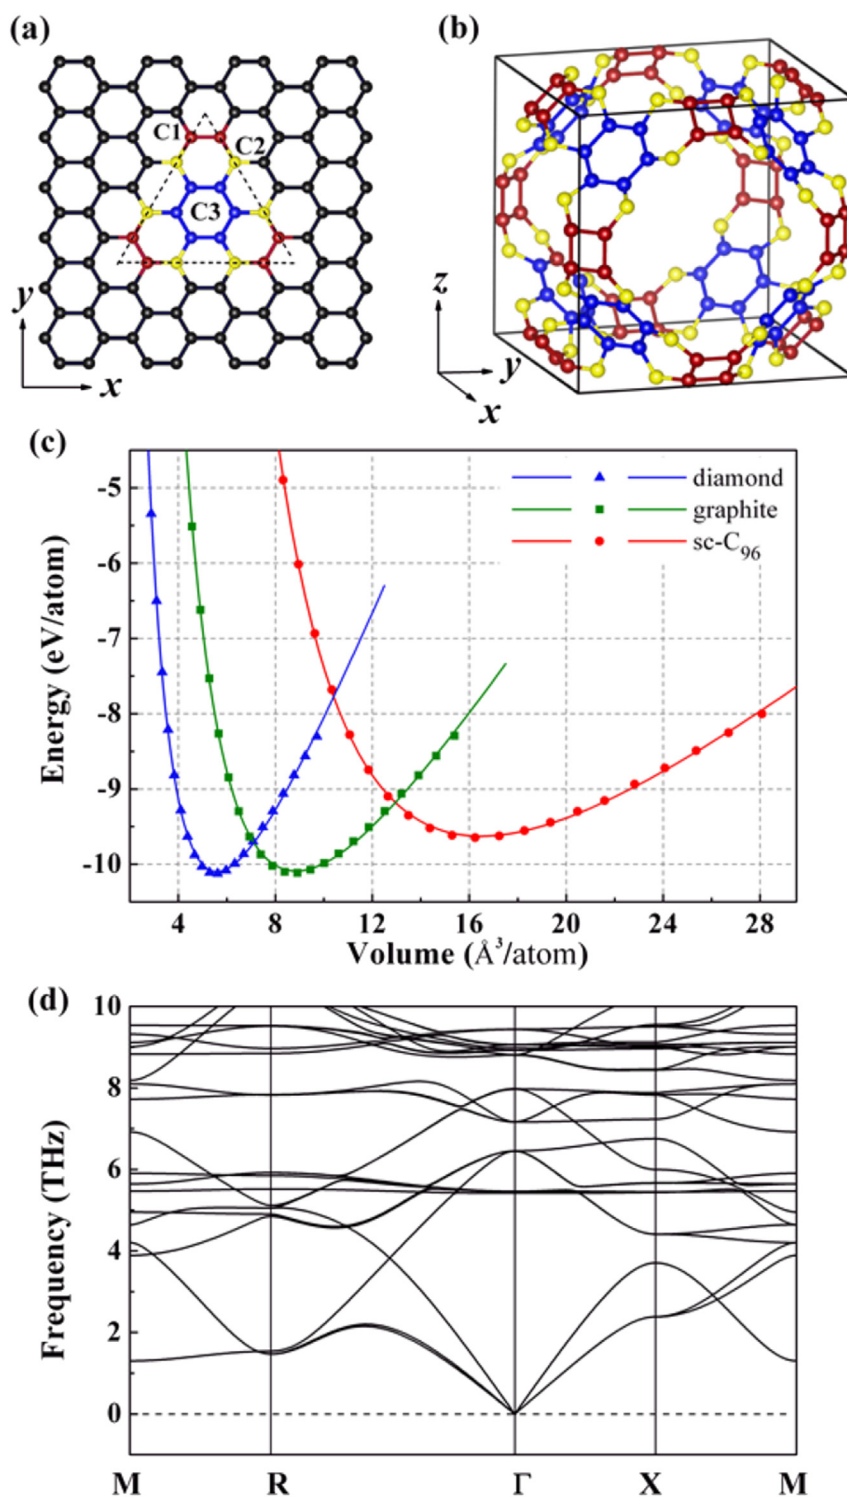 (a)
C1
C2
C3
y
x
(b)
z
y
x
(c)
diamond
graphite
sc-C₉₆
-5
-6
-7
-8
-9
-10
Energy (eV/atom)
4 8 12 16 20 24 28
Volume (Å³/atom)
(d)
10
8
6
4
2
0
Frequency (THz)
M R Γ X M